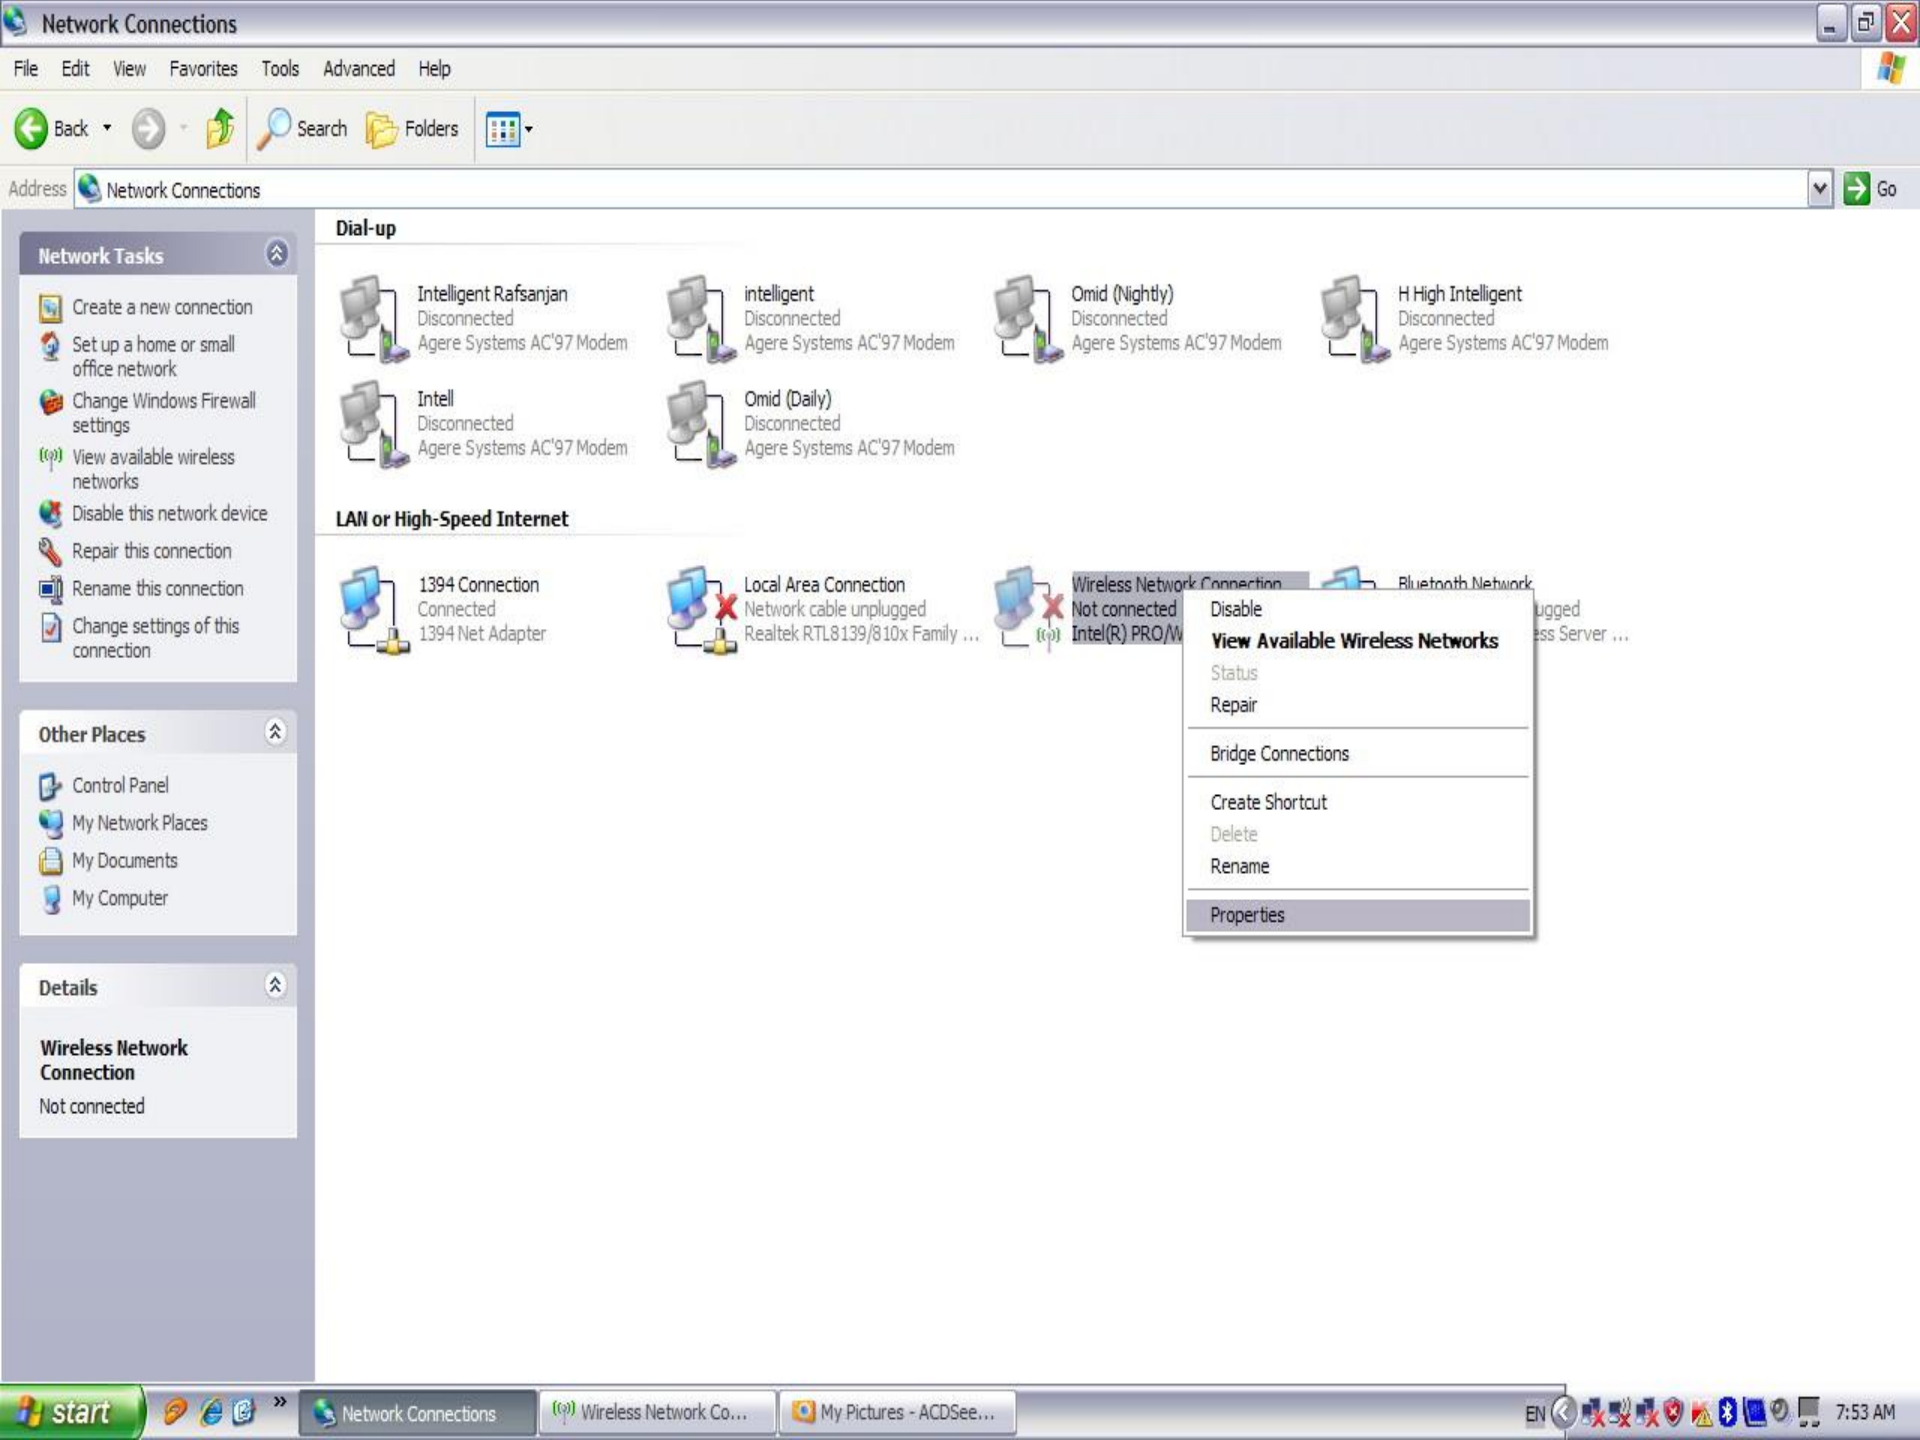 Network Connections
File Edit View Favorites Tools Advanced Help
Back Search Folders
Address Network Connections Go
Network Tasks
Create a new connection
Set up a home or small
office network
Change Windows Firewall
settings
View available wireless
networks
Disable this network device
Repair this connection
Rename this connection
Change settings of this
connection
Other Places
Control Panel
My Network Places
My Documents
My Computer
Details
Wireless Network
Connection
Not connected
Dial-up
Intelligent Rafsanjan
Disconnected
Agere Systems AC'97 Modem
intelligent
Disconnected
Agere Systems AC'97 Modem
Omid (Nightly)
Disconnected
Agere Systems AC'97 Modem
H High Intelligent
Disconnected
Agere Systems AC'97 Modem
Intell
Disconnected
Agere Systems AC'97 Modem
Omid (Daily)
Disconnected
Agere Systems AC'97 Modem
LAN or High-Speed Internet
1394 Connection
Connected
1394 Net Adapter
Local Area Connection
Network cable unplugged
Realtek RTL8139/810x Family ...
Wireless Network Connection
Not connected
Intel(R) PRO/W
Bluetooth Network
ugged
ess Server ...
Disable
View Available Wireless Networks
Status
Repair
Bridge Connections
Create Shortcut
Delete
Rename
Properties
start Network Connections Wireless Network Co... My Pictures - ACDSee... EN 7:53 AM